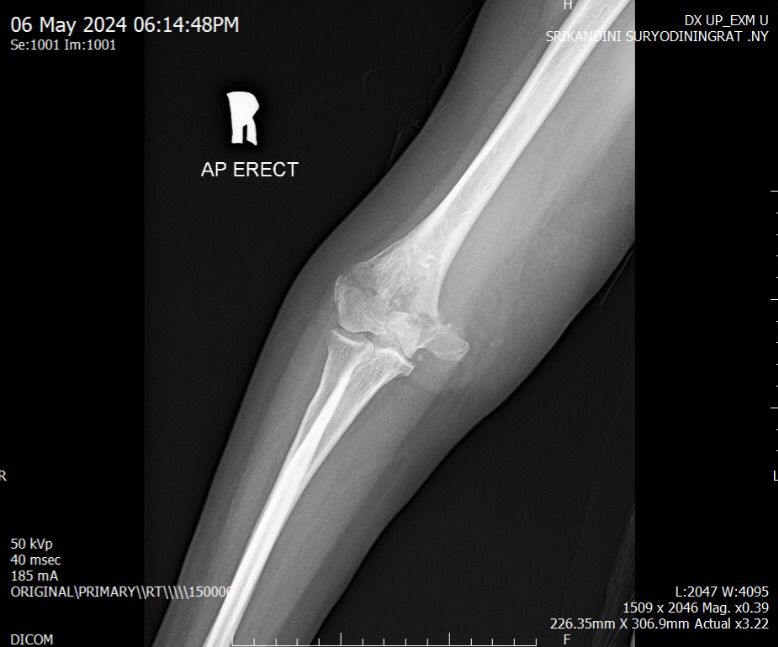 06 May 2024 06:14:48PM
Se:1001 Im:1001
H
DX UP_EXM U
SRIKANDINI SURYODININGRAT .NY
R
AP ERECT
R
L
50 kVp
40 msec
185 mA
ORIGINAL\PRIMARY\\RT\\\\\150000
DICOM
L:2047 W:4095
1509 x 2046 Mag. x0.39
226.35mm X 306.9mm Actual x3.22
F